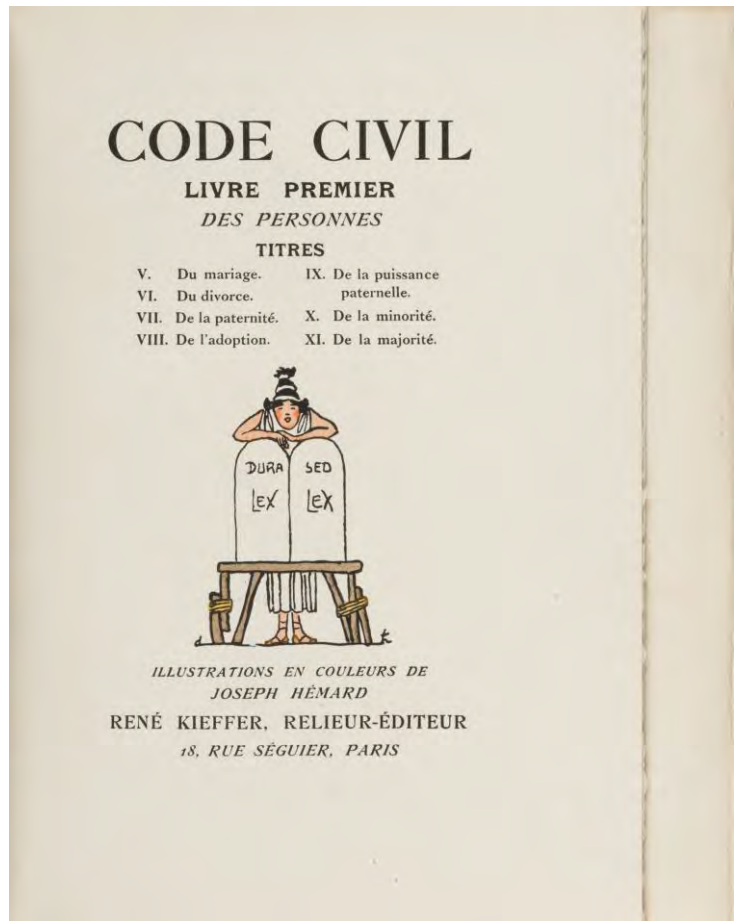 CODE CIVIL
LIVRE PREMIER
DES PERSONNES
TITRES
V. Du mariage.
VI. Du divorce.
VII. De la paternité.
VIII. De l'adoption.
IX. De la puissance
paternelle.
X. De la minorité.
XI. De la majorité.
DURA SED
LEX LEX
ILLUSTRATIONS EN COULEURS DE
JOSEPH HÉMARD
RENÉ KIEFFER, RELIEUR-ÉDITEUR
18, RUE SÉGUIER, PARIS